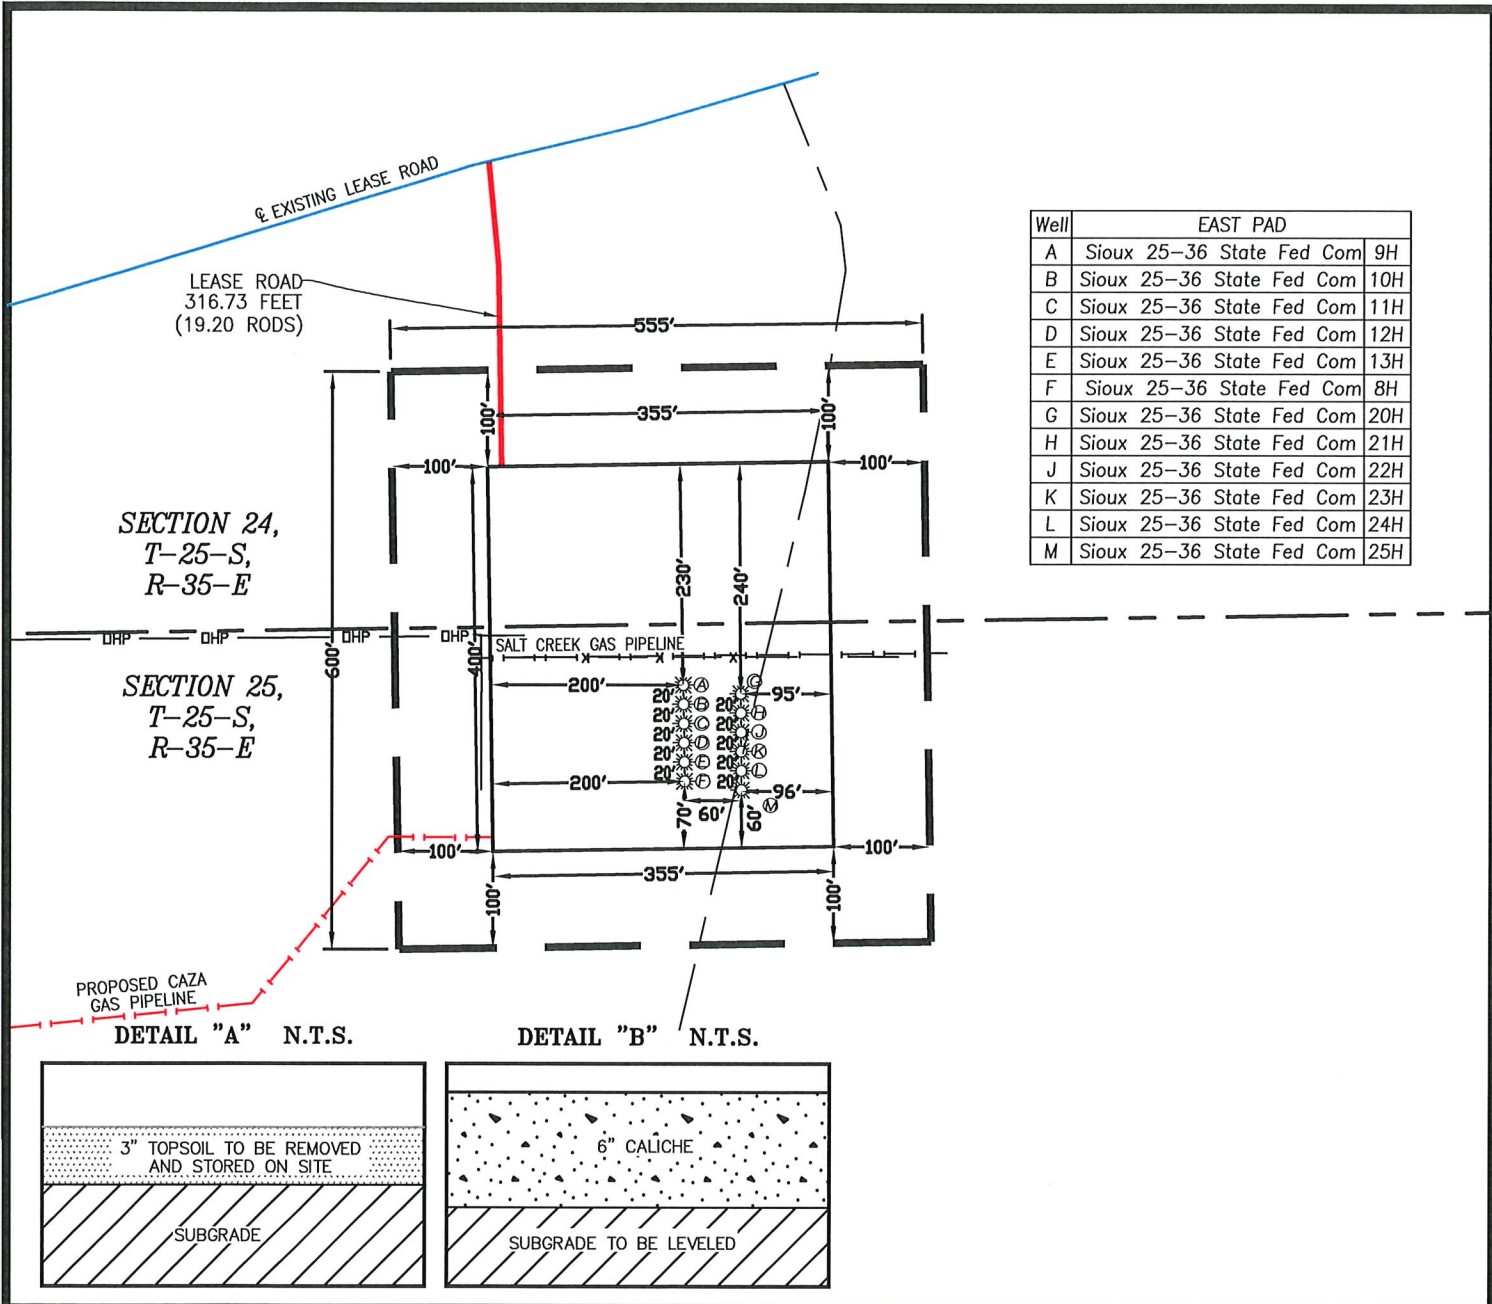 ℄ EXISTING LEASE ROAD
LEASE ROAD
316.73 FEET
(19.20 RODS)
Well EAST PAD
A Sioux 25-36 State Fed Com 9H
B Sioux 25-36 State Fed Com 10H
C Sioux 25-36 State Fed Com 11H
D Sioux 25-36 State Fed Com 12H
E Sioux 25-36 State Fed Com 13H
F Sioux 25-36 State Fed Com 8H
G Sioux 25-36 State Fed Com 20H
H Sioux 25-36 State Fed Com 21H
J Sioux 25-36 State Fed Com 22H
K Sioux 25-36 State Fed Com 23H
L Sioux 25-36 State Fed Com 24H
M Sioux 25-36 State Fed Com 25H
555'
100'
355'
100'
100'
100'
SECTION 24,
T-25-S,
R-35-E
230'
240'
OHP OHP OHP OHP
600'
400'
SALT CREEK GAS PIPELINE
X X X
SECTION 25,
T-25-S,
R-35-E
200'
A
G
95'
20'
B
20'
H
20'
C
20'
J
20'
D
20'
K
20'
E
20'
L
20'
F
20'
200'
96'
M
70'
60'
60'
100'
100'
355'
100'
100'
PROPOSED CAZA
GAS PIPELINE
DETAIL "A" N.T.S.
3" TOPSOIL TO BE REMOVED
AND STORED ON SITE
SUBGRADE
DETAIL "B" N.T.S.
6" CALICHE
SUBGRADE TO BE LEVELED